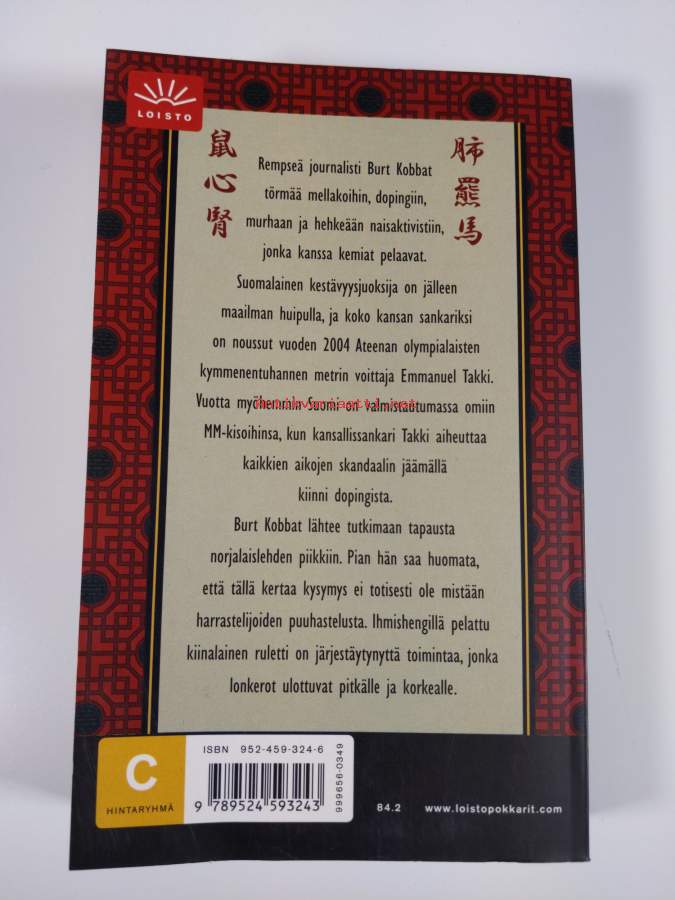 LOISTO
鼠心腎
肺羆馬
Rempseä journalisti Burt Kobbat
törmää mellakoihin, dopingiin,
murhaan ja hehkeään naisaktivistiin,
jonka kanssa kemiat pelaavat.
Suomalainen kestävyysjuoksija on jälleen
maailman huipulla, ja koko kansan sankariksi
on noussut vuoden 2004 Ateenan olympialaisten
kymmenentuhannen metrin voittaja Emmanuel Takki.
Vuotta myöhemmin Suomi on valmistautumassa omiin
antikvariaatti.net
MM-kisoihinsa, kun kansallissankari Takki aiheuttaa
kaikkien aikojen skandaalin jäämällä
kiinni dopingista.
Burt Kobbat lähtee tutkimaan tapausta
norjalaislehden piikkiin. Pian hän saa huomata,
että tällä kertaa kysymys ei totisesti ole mistään
harrastelijoiden puuhastelusta. Ihmishengillä pelattu
kiinalainen ruletti on järjestäytynyttä toimintaa, jonka
lonkerot ulottuvat pitkälle ja korkealle.
C
HINTARYHMÄ
ISBN 952-459-324-6
9 789524 593243
999656-0349
84.2
www.loistopokkarit.com